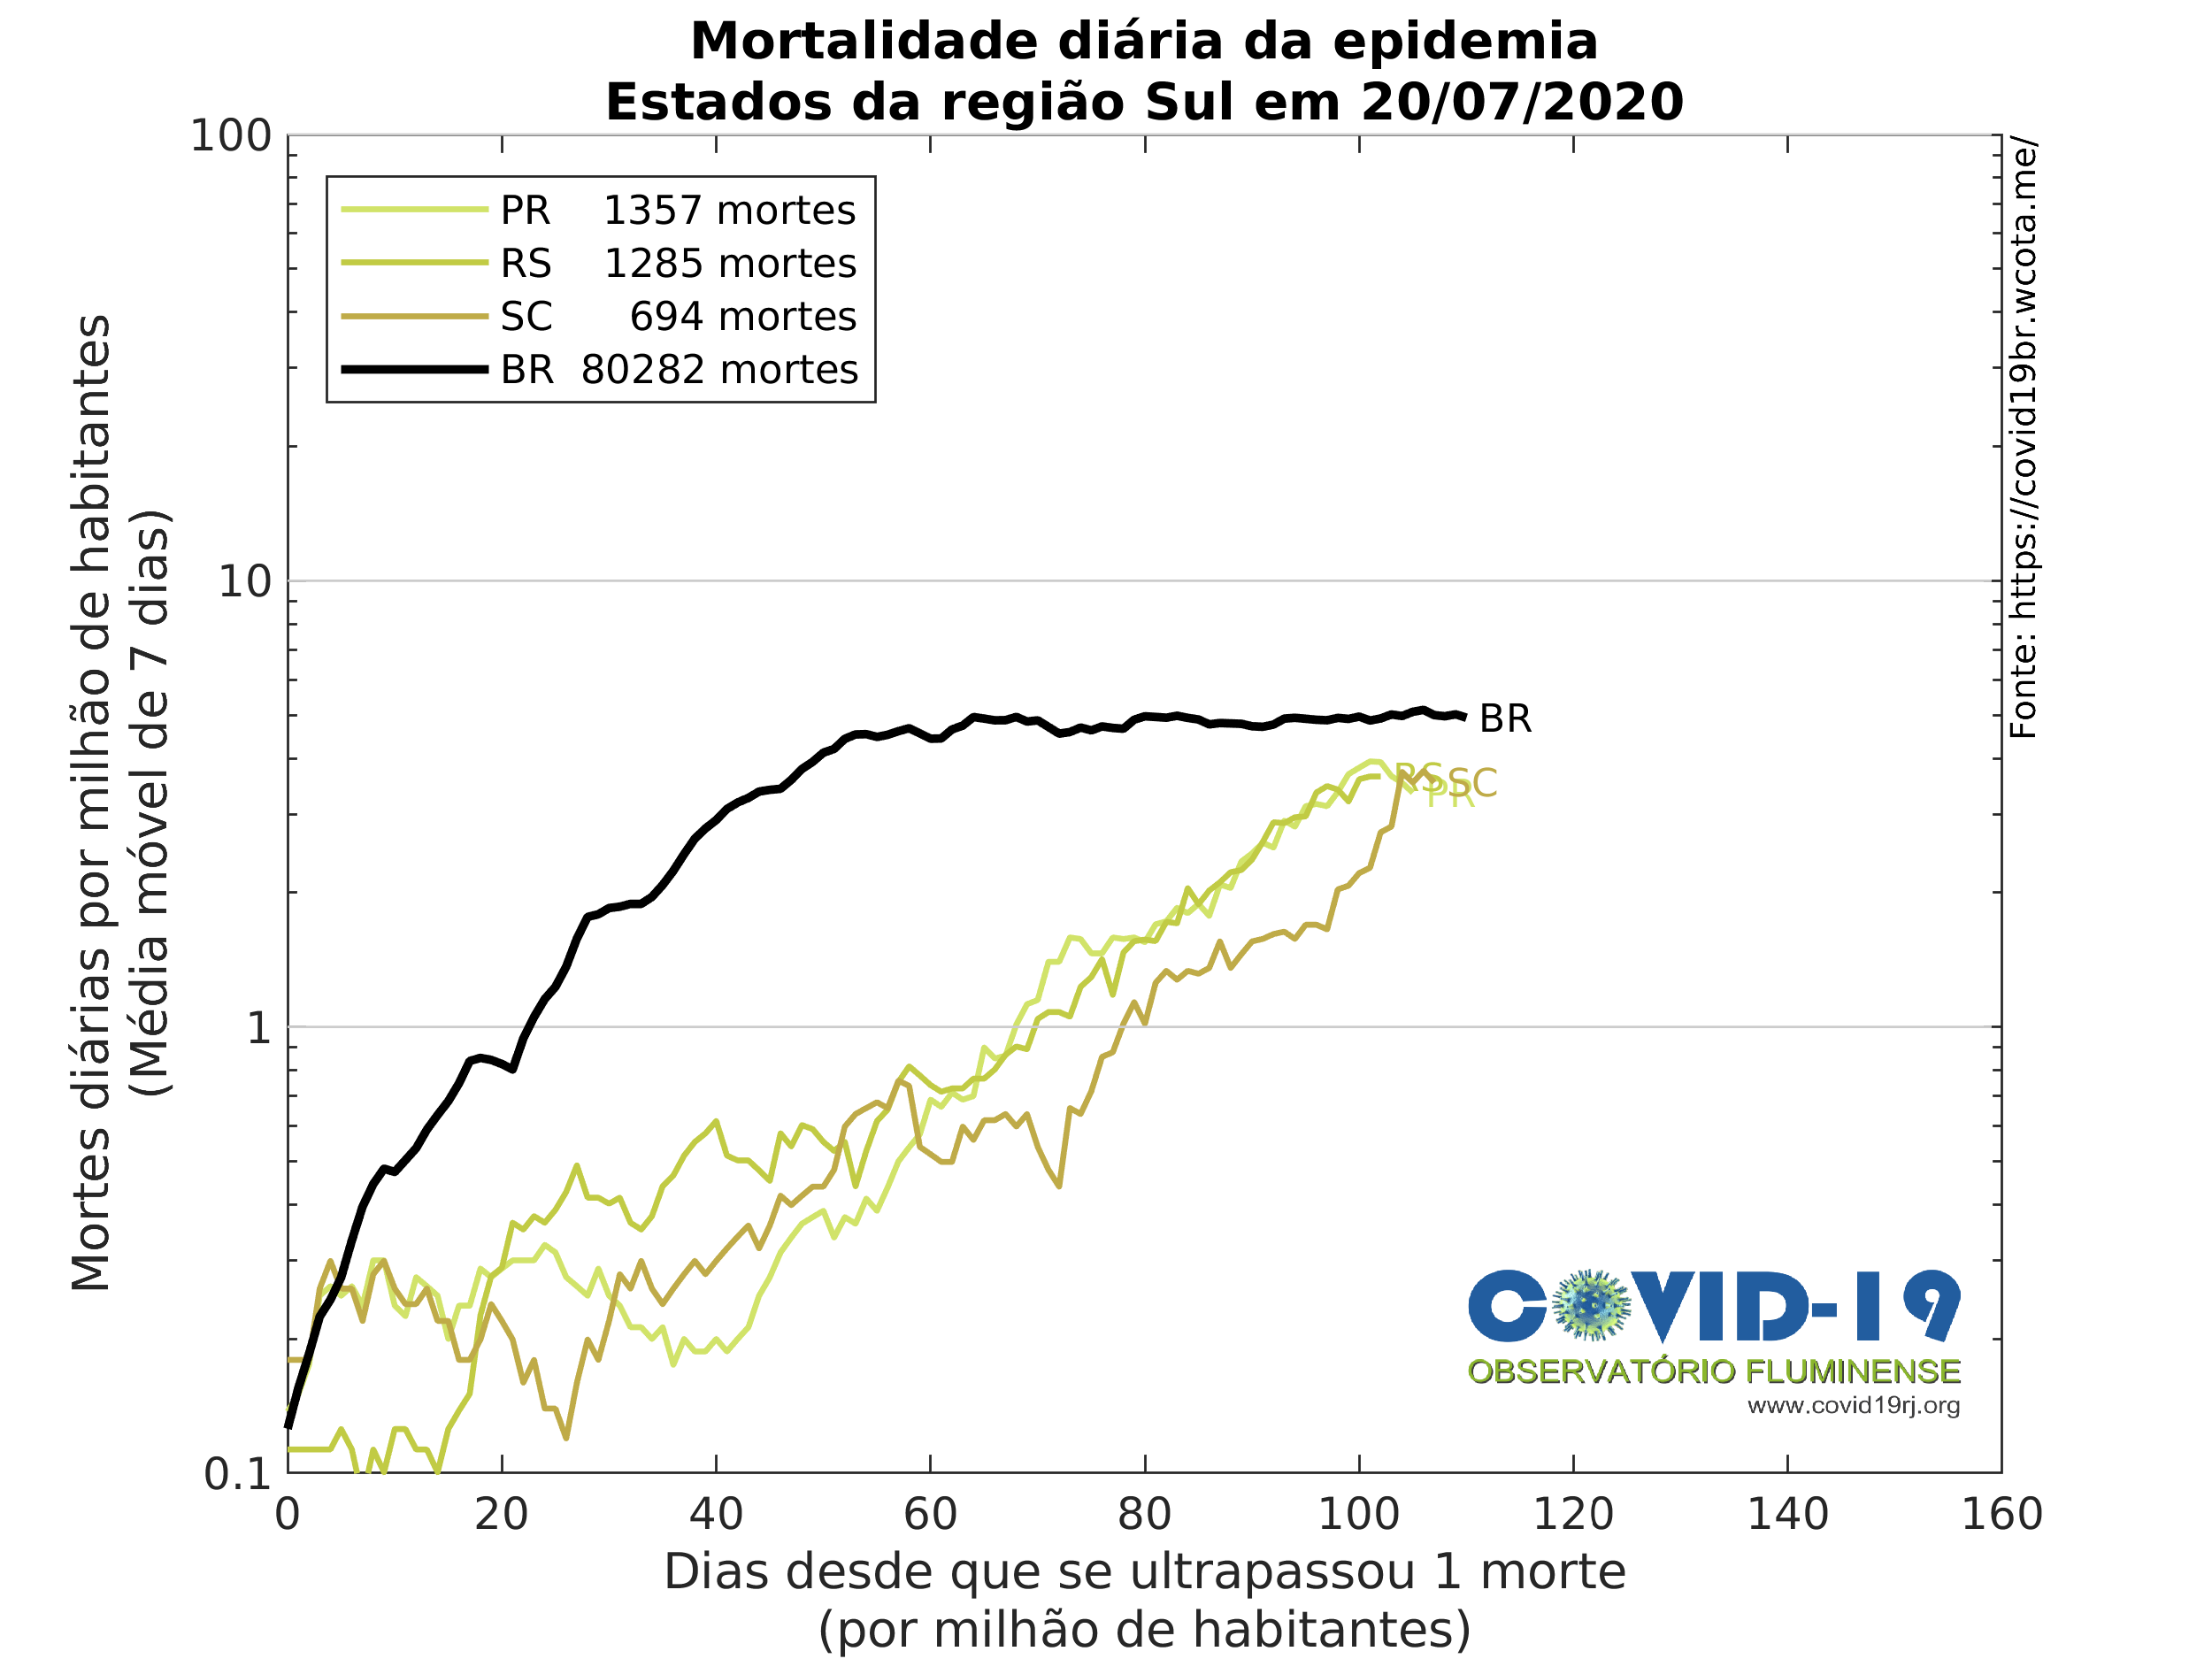 Mortalidade diária da epidemia
Estados da região Sul em 20/07/2020
100
10
1
0.1
Mortes diárias por milhão de habitantes
(Média móvel de 7 dias)
PR 1357 mortes
RS 1285 mortes
SC 694 mortes
BR 80282 mortes
BR
RS
SC
PR
Fonte: https://covid19br.wcota.me/
COVID-19
OBSERVATÓRIO FLUMINENSE
www.covid19rj.org
0 20 40 60 80 100 120 140 160
Dias desde que se ultrapassou 1 morte
(por milhão de habitantes)